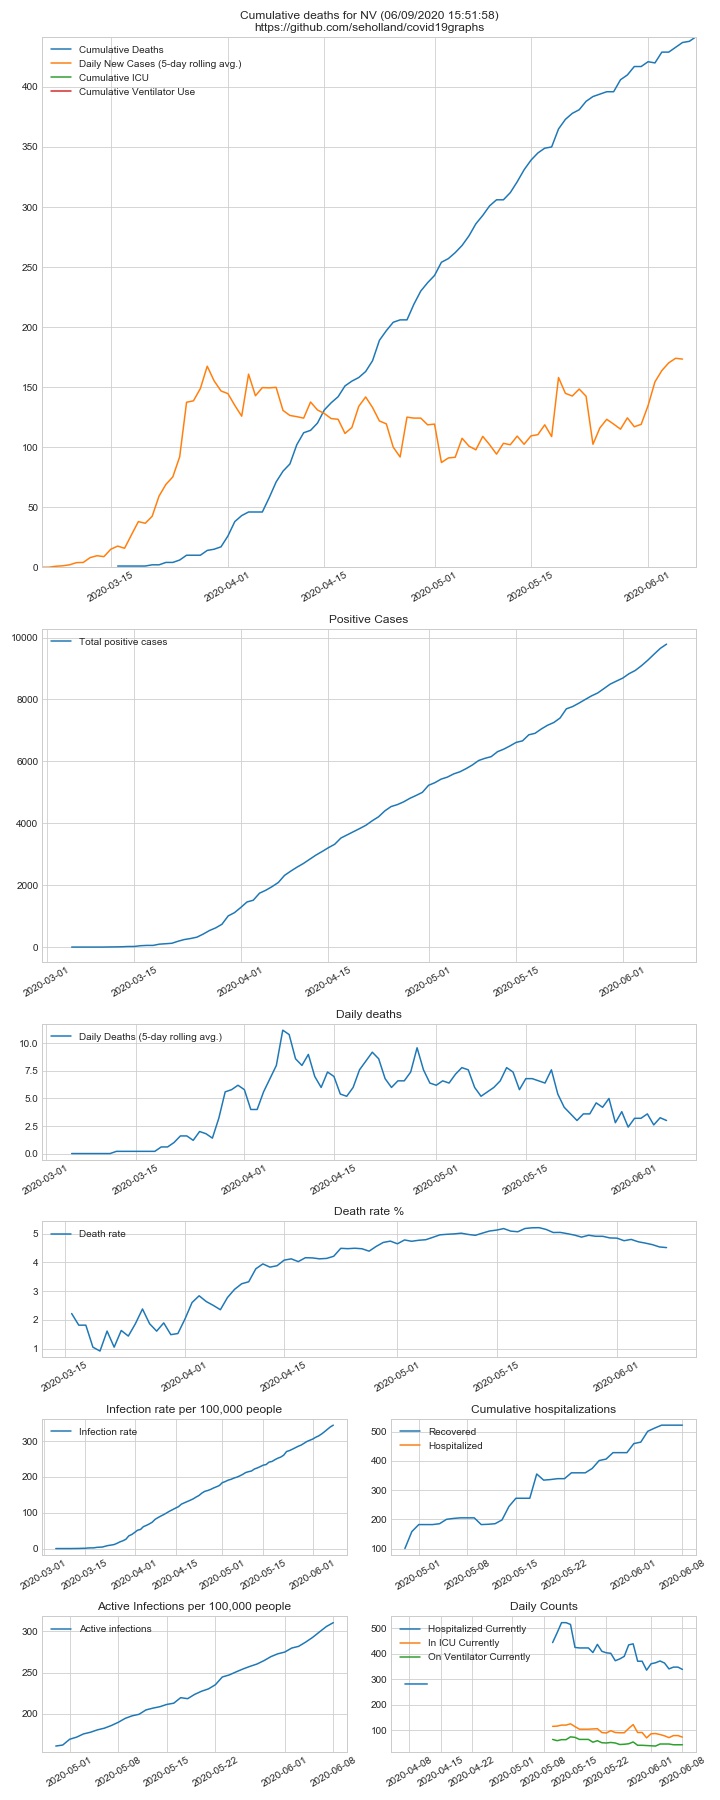 Cumulative deaths for NV (06/09/2020 15:51:58)
https://github.com/seholland/covid19graphs
Cumulative Deaths
Daily New Cases (5-day rolling avg.)
Cumulative ICU
Cumulative Ventilator Use
400
350
300
250
200
150
100
50
0
2020-03-15 2020-04-01 2020-04-15 2020-05-01 2020-05-15 2020-06-01
Positive Cases
Total positive cases
10000
8000
6000
4000
2000
0
2020-03-01 2020-03-15 2020-04-01 2020-04-15 2020-05-01 2020-05-15 2020-06-01
Daily deaths
Daily Deaths (5-day rolling avg.)
10.0
7.5
5.0
2.5
0.0
2020-03-01 2020-03-15 2020-04-01 2020-04-15 2020-05-01 2020-05-15 2020-06-01
Death rate %
Death rate
5
4
3
2
1
2020-03-15 2020-04-01 2020-04-15 2020-05-01 2020-05-15 2020-06-01
Infection rate per 100,000 people
Infection rate
300
200
100
0
2020-03-01 2020-03-15 2020-04-01 2020-04-15 2020-05-01 2020-05-15 2020-06-01
Cumulative hospitalizations
Recovered
Hospitalized
500
400
300
200
100
2020-05-01 2020-05-08 2020-05-15 2020-05-22 2020-06-01 2020-06-08
Active Infections per 100,000 people
Active infections
300
250
200
2020-05-01 2020-05-08 2020-05-15 2020-05-22 2020-06-01 2020-06-08
Daily Counts
Hospitalized Currently
In ICU Currently
On Ventilator Currently
500
400
300
200
100
2020-04-08 2020-04-15 2020-04-22 2020-05-01 2020-05-08 2020-05-15 2020-05-22 2020-06-01 2020-06-08